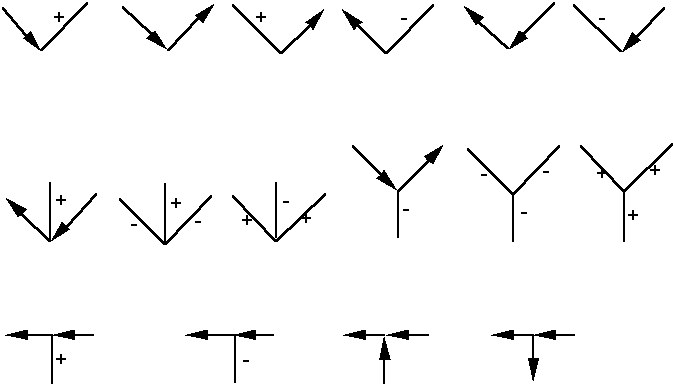 + + - -
+ + - - - + + - - - - + + +
+ -